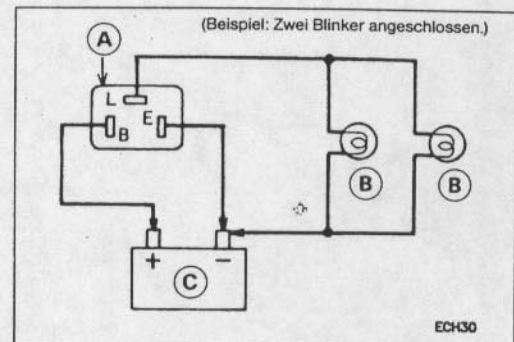 (Beispiel: Zwei Blinker angeschlossen.)
A
L
B
E
B
B
+
−
C
ECH30